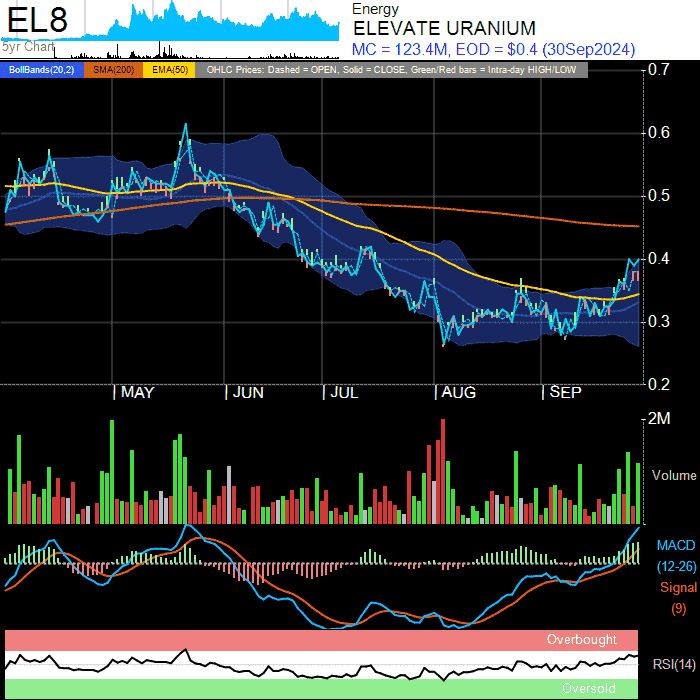 EL8
5yr Chart
Energy
ELEVATE URANIUM
MC = 123.4M, EOD = $0.4 (30Sep2024)
BollBands(20,2) SMA(200) EMA(50) OHLC Prices: Dashed = OPEN, Solid = CLOSE, Green/Red bars = Intra-day HIGH/LOW
0.7
0.6
0.5
0.4
0.3
0.2
MAY JUN JUL AUG SEP
2M
Volume
MACD
(12-26)
Signal
(9)
Overbought
RSI(14)
Oversold